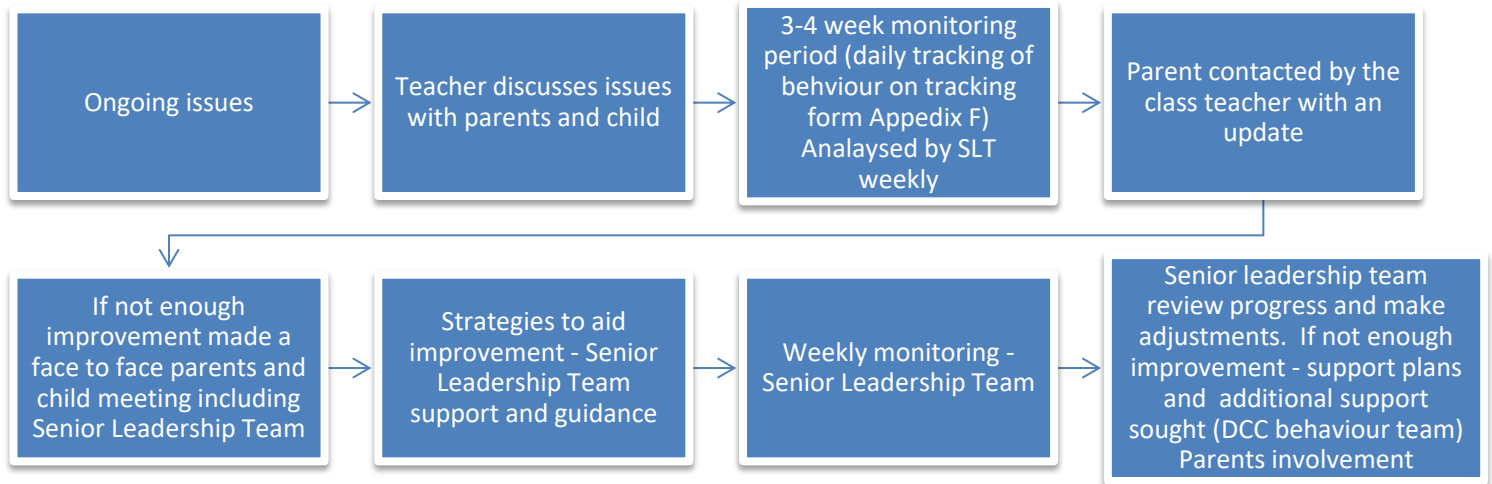 Ongoing issues
Teacher discusses issues
with parents and child
3-4 week monitoring
period (daily tracking of
behviour on tracking
form Appedix F)
Analaysed by SLT
weekly
Parent contacted by the
class teacher with an
update
If not enough
improvement made a
face to face parents and
child meeting including
Senior Leadership Team
Strategies to aid
improvement - Senior
Leadership Team
support and guidance
Weekly monitoring -
Senior Leadership Team
Senior leadership team
review progress and make
adjustments. If not enough
improvement - support plans
and additional support
sought (DCC behaviour team)
Parents involvement